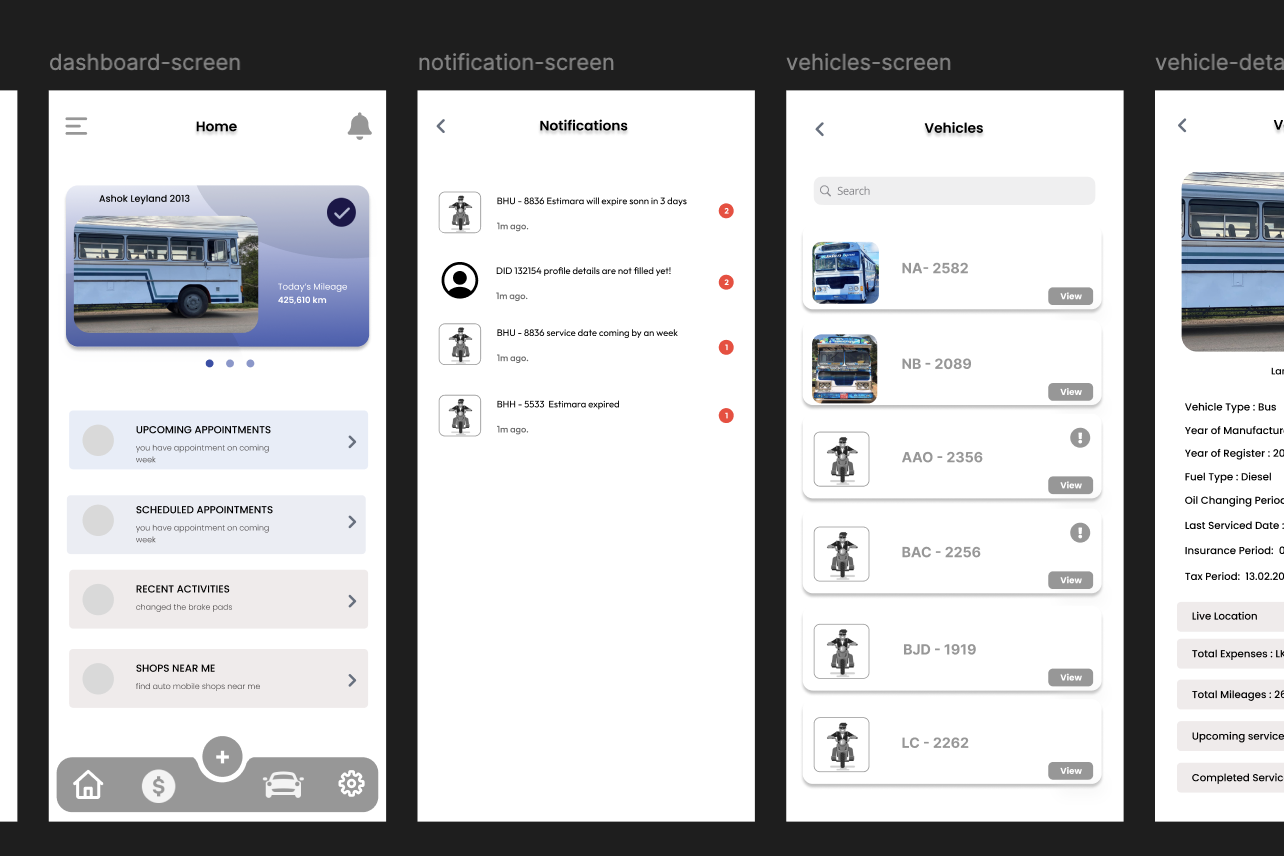 dashboard-screen
Home
Ashok Leyland 2013
Today's Mileage
425,610 km
UPCOMING APPOINTMENTS
you have appointment on coming
week
SCHEDULED APPOINTMENTS
you have appointment on coming
week
RECENT ACTIVITIES
changed the brake pads
SHOPS NEAR ME
find auto mobile shops near me
notification-screen
Notifications
BHU - 8836 Estimara will expire sonn in 3 days
1m ago.
2
DID 132154 profile details are not filled yet!
1m ago.
2
BHU - 8836 service date coming by an week
1m ago.
1
BHH - 5533  Estimara expired
1m ago.
1
vehicles-screen
Vehicles
Search
NA- 2582
View
NB - 2089
View
AAO - 2356
View
BAC - 2256
View
BJD - 1919
View
LC - 2262
View
vehicle-deta
V
Lan
Vehicle Type : Bus
Year of Manufactur
Year of Register : 20
Fuel Type : Diesel
Oil Changing Period
Last Serviced Date :
Insurance Period:  0
Tax Period:  13.02.20
Live Location
Total Expenses : LK
Total Mileages : 26
Upcoming service
Completed Servic